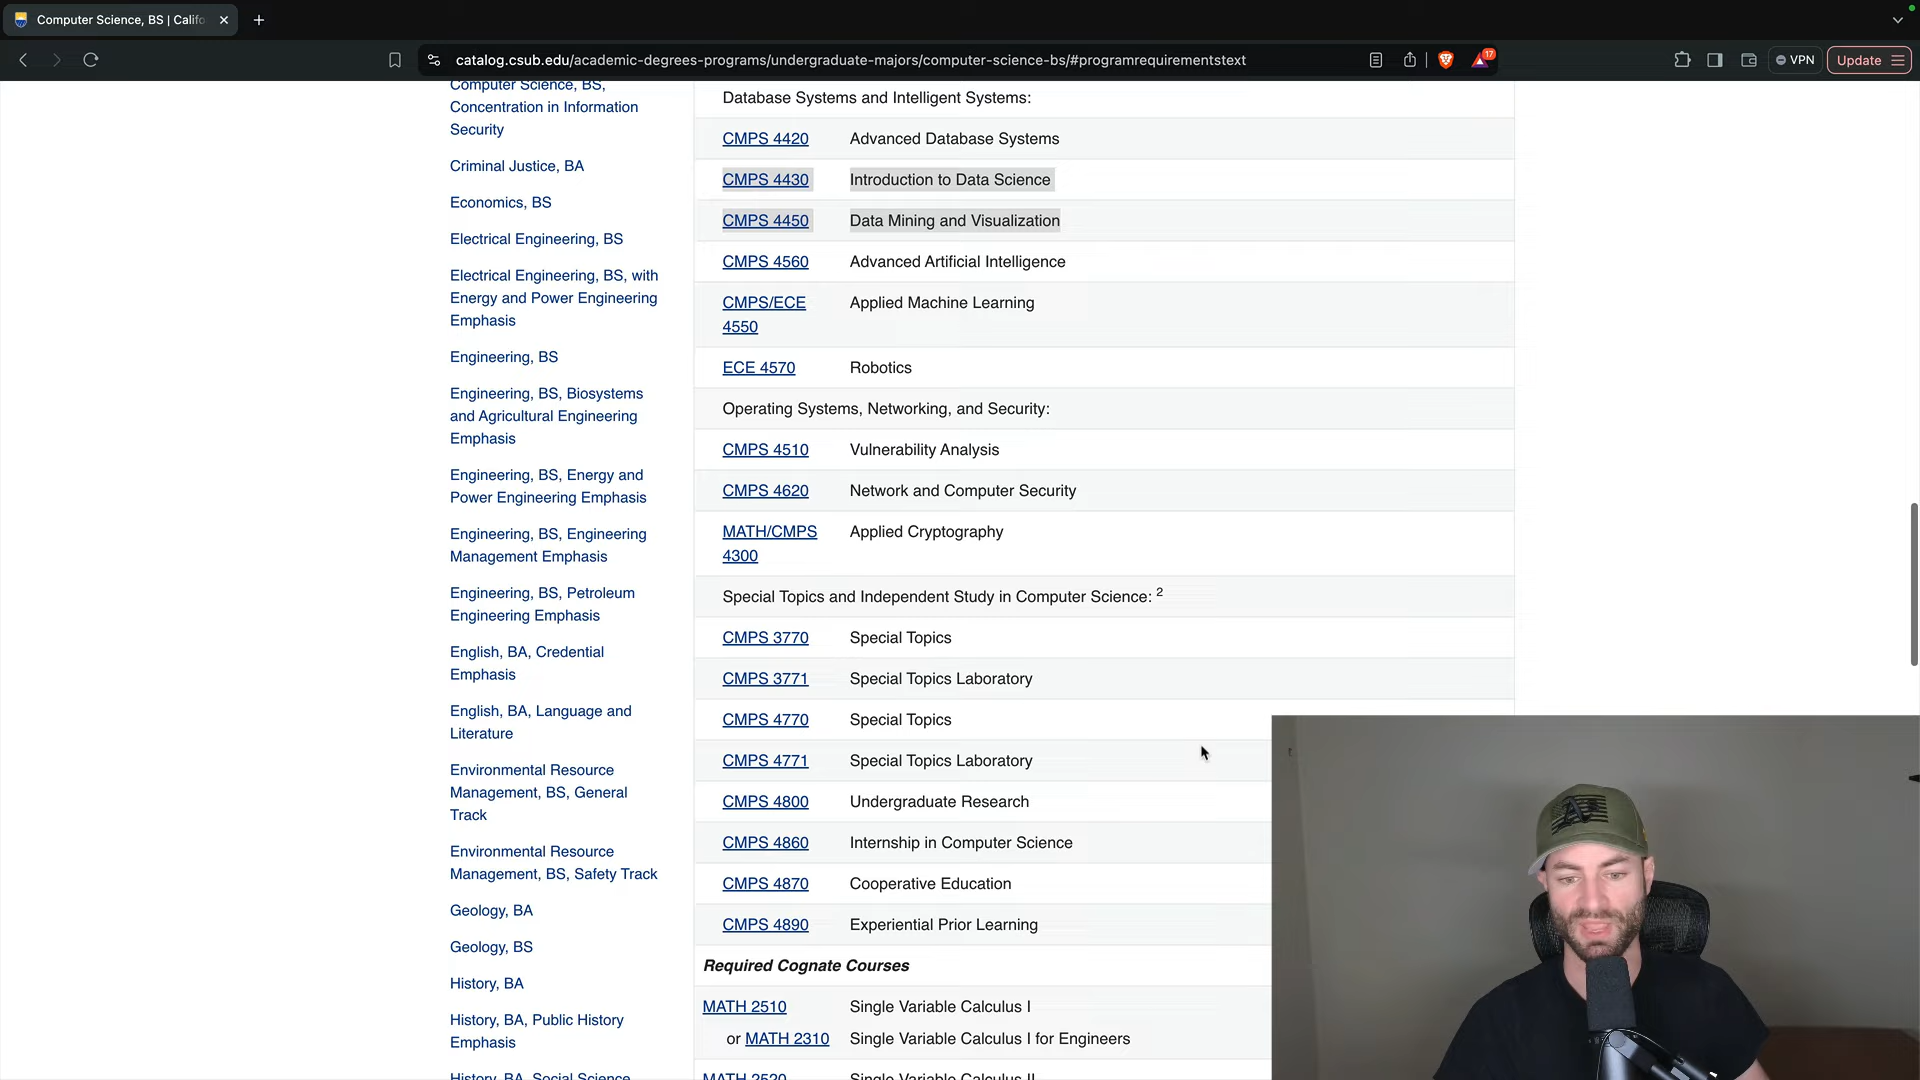 Computer Science, BS | Califo
catalog.csub.edu/academic-degrees-programs/undergraduate-majors/computer-science-bs/#programrequirementstext
17
VPN
Update
Computer Science, BS,
Concentration in Information
Security
Criminal Justice, BA
Economics, BS
Electrical Engineering, BS
Electrical Engineering, BS, with
Energy and Power Engineering
Emphasis
Engineering, BS
Engineering, BS, Biosystems
and Agricultural Engineering
Emphasis
Engineering, BS, Energy and
Power Engineering Emphasis
Engineering, BS, Engineering
Management Emphasis
Engineering, BS, Petroleum
Engineering Emphasis
English, BA, Credential
Emphasis
English, BA, Language and
Literature
Environmental Resource
Management, BS, General
Track
Environmental Resource
Management, BS, Safety Track
Geology, BA
Geology, BS
History, BA
History, BA, Public History
Emphasis
History, BA, Social Science
Database Systems and Intelligent Systems:
CMPS 4420 Advanced Database Systems
CMPS 4430 Introduction to Data Science
CMPS 4450 Data Mining and Visualization
CMPS 4560 Advanced Artificial Intelligence
CMPS/ECE Applied Machine Learning
4550
ECE 4570 Robotics
Operating Systems, Networking, and Security:
CMPS 4510 Vulnerability Analysis
CMPS 4620 Network and Computer Security
MATH/CMPS Applied Cryptography
4300
Special Topics and Independent Study in Computer Science: 2
CMPS 3770 Special Topics
CMPS 3771 Special Topics Laboratory
CMPS 4770 Special Topics
CMPS 4771 Special Topics Laboratory
CMPS 4800 Undergraduate Research
CMPS 4860 Internship in Computer Science
CMPS 4870 Cooperative Education
CMPS 4890 Experiential Prior Learning
Required Cognate Courses
MATH 2510 Single Variable Calculus I
or MATH 2310 Single Variable Calculus I for Engineers
MATH 2520 Single Variable Calculus II
A